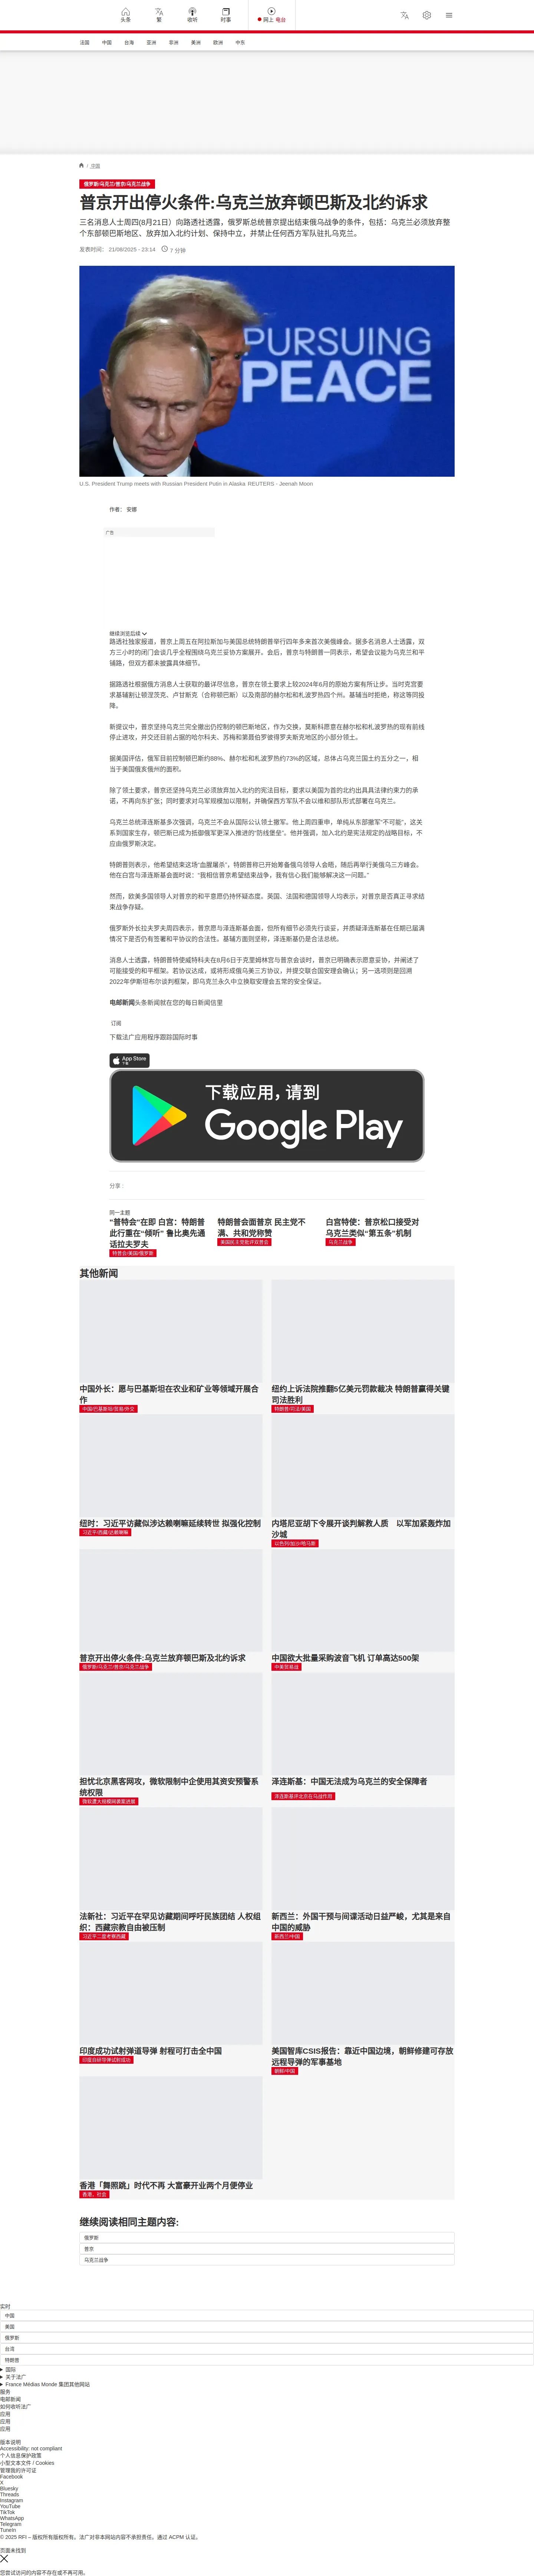 头条
繁
收听
时事
网上 电台
法国
中国
台海
亚洲
非洲
美洲
欧洲
中东
/ 法国
俄罗斯/乌克兰/普京/乌克兰战争
普京开出停火条件:乌克兰放弃顿巴斯及北约诉求
三名消息人士周四(8月21日）向路透社透露，俄罗斯总统普京提出结束俄乌战争的条件，包括：乌克兰必须放弃整
个东部顿巴斯地区、放弃加入北约计划、保持中立，并禁止任何西方军队驻扎乌克兰。
发表时间： 21/08/2025 - 23:14 7 分钟
PURSUING
PEACE
U.S. President Trump meets with Russian President Putin in Alaska REUTERS - Jeenah Moon
作者： 安娜
广告
继续浏览后续
路透社独家报道，普京上周五在阿拉斯加与美国总统特朗普举行四年多来首次美俄峰会。据多名消息人士透露，双
方三小时的闭门会谈几乎全程围绕乌克兰妥协方案展开。会后，普京与特朗普一同表示，希望会议能为乌克兰和平
铺路，但双方都未披露具体细节。
据路透社根据俄方消息人士获取的最详尽信息，普京在领土要求上较2024年6月的原始方案有所让步。当时克宫要
求基辅割让顿涅茨克、卢甘斯克（合称顿巴斯）以及南部的赫尔松和札波罗热四个州。基辅当时拒绝，称这等同投
降。
新提议中，普京坚持乌克兰完全撤出仍控制的顿巴斯地区，作为交换，莫斯科愿意在赫尔松和札波罗热的现有前线
停止进攻，并交还目前占据的哈尔科夫、苏梅和第聂伯罗彼得罗夫斯克地区的小部分领土。
据美国评估，俄军目前控制顿巴斯约88%、赫尔松和札波罗热约73%的区域，总体占乌克兰国土约五分之一，相
当于美国俄亥俄州的面积。
除了领土要求，普京还坚持乌克兰必须放弃加入北约的宪法目标，要求以美国为首的北约出具具法律约束力的承
诺，不再向东扩张；同时要求对乌军规模加以限制，并确保西方军队不会以维和部队形式部署在乌克兰。
乌克兰总统泽连斯基多次强调，乌克兰不会从国际公认领土撤军。他上周四重申，单纯从东部撤军“不可能”，这关
系到国家生存，顿巴斯已成为抵御俄军更深入推进的“防线堡垒”。他并强调，加入北约是宪法规定的战略目标，不
应由俄罗斯决定。
特朗普则表示，他希望结束这场“血腥屠杀”，特朗普称已开始筹备俄乌领导人会晤，随后再举行美俄乌三方峰会。
他在白宫与泽连斯基会面时说：“我相信普京希望结束战争，我有信心我们能够解决这一问题。”
然而，欧美多国领导人对普京的和平意愿仍持怀疑态度。英国、法国和德国领导人均表示，对普京是否真正寻求结
束战争存疑。
俄罗斯外长拉夫罗夫周四表示，普京愿与泽连斯基会面，但所有细节必须先行谈妥，并质疑泽连斯基在任期已届满
情况下是否仍有签署和平协议的合法性。基辅方面则坚称，泽连斯基仍是合法总统。
消息人士透露，特朗普特使威特科夫在8月6日于克里姆林宫与普京会谈时，普京已明确表示愿意妥协，并阐述了
可能接受的和平框架。若协议达成，或将形成俄乌美三方协议，并提交联合国安理会确认；另一选项则是回溯
2022年伊斯坦布尔谈判框架，即乌克兰永久中立换取安理会五常的安全保证。
电邮新闻头条新闻就在您的每日新闻信里
订阅
下载法广应用程序跟踪国际时事
App Store
下载
下载应用，请到
Google Play
分享 :
同一主题
“普特会”在即 白宫：特朗普
此行重在“倾听” 鲁比奥先通
话拉夫罗夫
特普会/美国/俄罗斯
特朗普会面普京 民主党不
满、共和党称赞
美国民主党批评双普会
白宫特使：普京松口接受对
乌克兰类似“第五条”机制
乌克兰战争
其他新闻
中国外长：愿与巴基斯坦在农业和矿业等领域开展合
作
中国/巴基斯坦/贸易/外交
纽约上诉法院推翻5亿美元罚款裁决 特朗普赢得关键
司法胜利
特朗普/司法/美国
纽时：习近平访藏似涉达赖喇嘛延续转世 拟强化控制
习近平/西藏/达赖喇嘛
内塔尼亚胡下令展开谈判解救人质　以军加紧轰炸加
沙城
以色列/加沙/哈马斯
普京开出停火条件:乌克兰放弃顿巴斯及北约诉求
俄罗斯/乌克兰/普京/乌克兰战争
中国欲大批量采购波音飞机 订单高达500架
中美贸易战
担忧北京黑客网攻，微软限制中企使用其资安预警系
统权限
微软遭大规模网袭案进展
泽连斯基：中国无法成为乌克兰的安全保障者
泽连斯基评北京在乌战作用
法新社：习近平在罕见访藏期间呼吁民族团结 人权组
织：西藏宗教自由被压制
习近平二度考察西藏
新西兰：外国干预与间谍活动日益严峻，尤其是来自
中国的威胁
新西兰/中国
印度成功试射弹道导弹 射程可打击全中国
印度自研导弹试射成功
美国智库CSIS报告：靠近中国边境，朝鲜修建可存放
远程导弹的军事基地
朝鲜/中国
香港「舞照跳」时代不再 大富豪开业两个月便停业
香港、社会
继续阅读相同主题内容:
俄罗斯
普京
乌克兰战争
实时
中国
美国
俄罗斯
台湾
特朗普
国际
关于法广
France Médias Monde 集团其他网站
服务
电邮新闻
如何收听法广
应用
应用
应用
版本说明
Accessibility: not compliant
个人信息保护政策
小型文本文件 / Cookies
管理我的许可证
Facebook
X
Bluesky
Threads
Instagram
YouTube
TikTok
WhatsApp
Telegram
TuneIn
© 2025 RFI – 版权所有版权所有。法广对非本网站内容不承担责任。通过 ACPM 认证。
页面未找到
您尝试访问的内容不存在或不再可用。